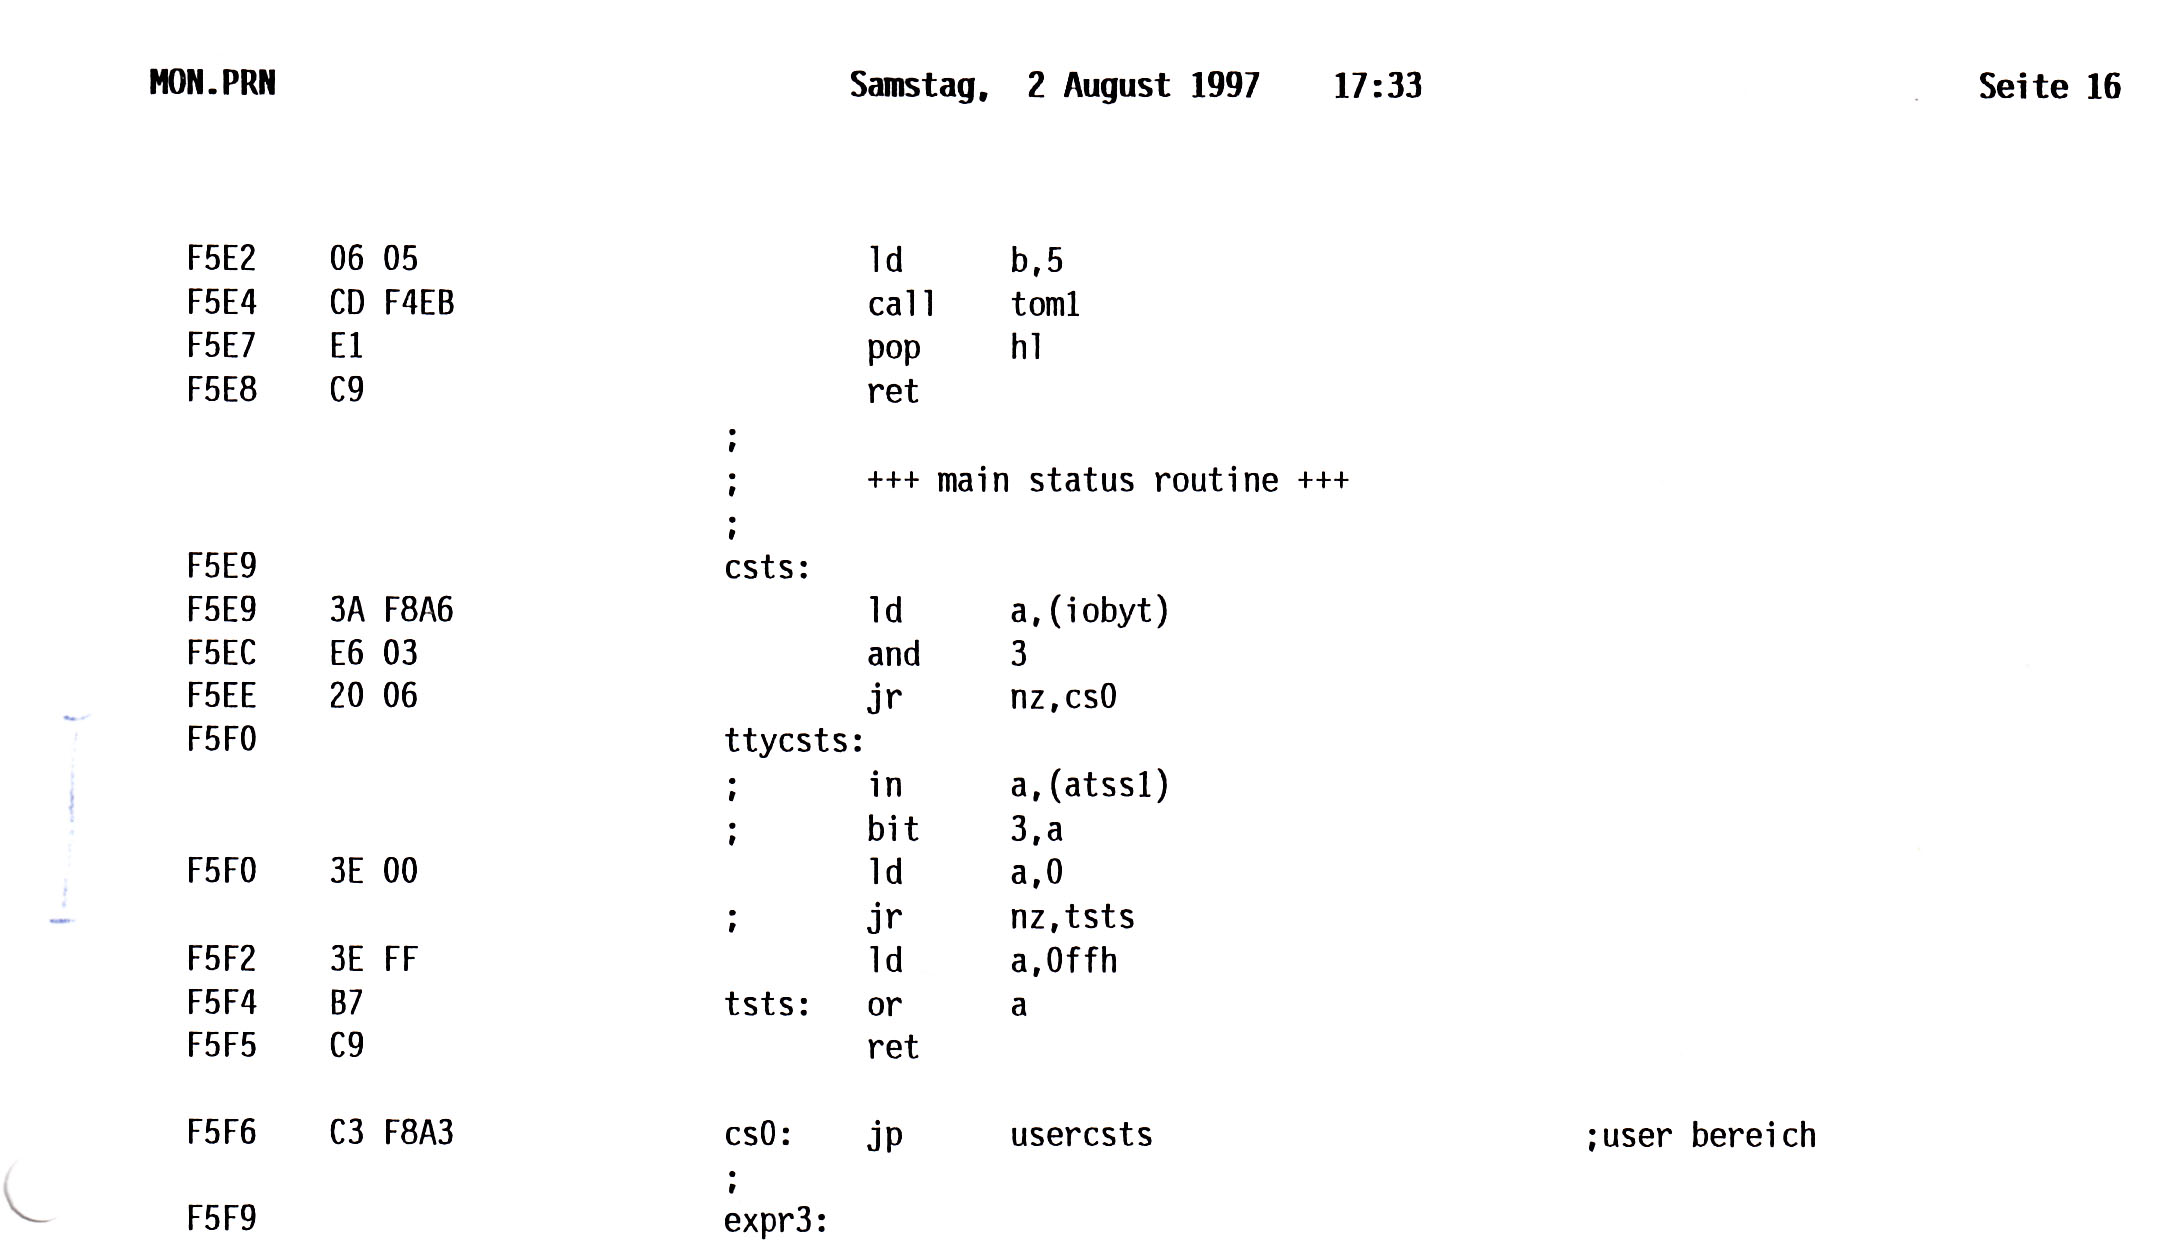 MON.PRN Samstag, 2 August 1997 17:33 Seite 16
F5E2 06 05 ld b,5
F5E4 CD F4EB call tom1
F5E7 E1 pop hl
F5E8 C9 ret
;
; +++ main status routine +++
;
F5E9 csts:
F5E9 3A F8A6 ld a,(iobyt)
F5EC E6 03 and 3
F5EE 20 06 jr nz,cs0
F5F0 ttycsts:
; in a,(atss1)
; bit 3,a
F5F0 3E 00 ld a,0
; jr nz,tsts
F5F2 3E FF ld a,0ffh
F5F4 B7 tsts: or a
F5F5 C9 ret
F5F6 C3 F8A3 cs0: jp usercsts ;user bereich
;
F5F9 expr3: